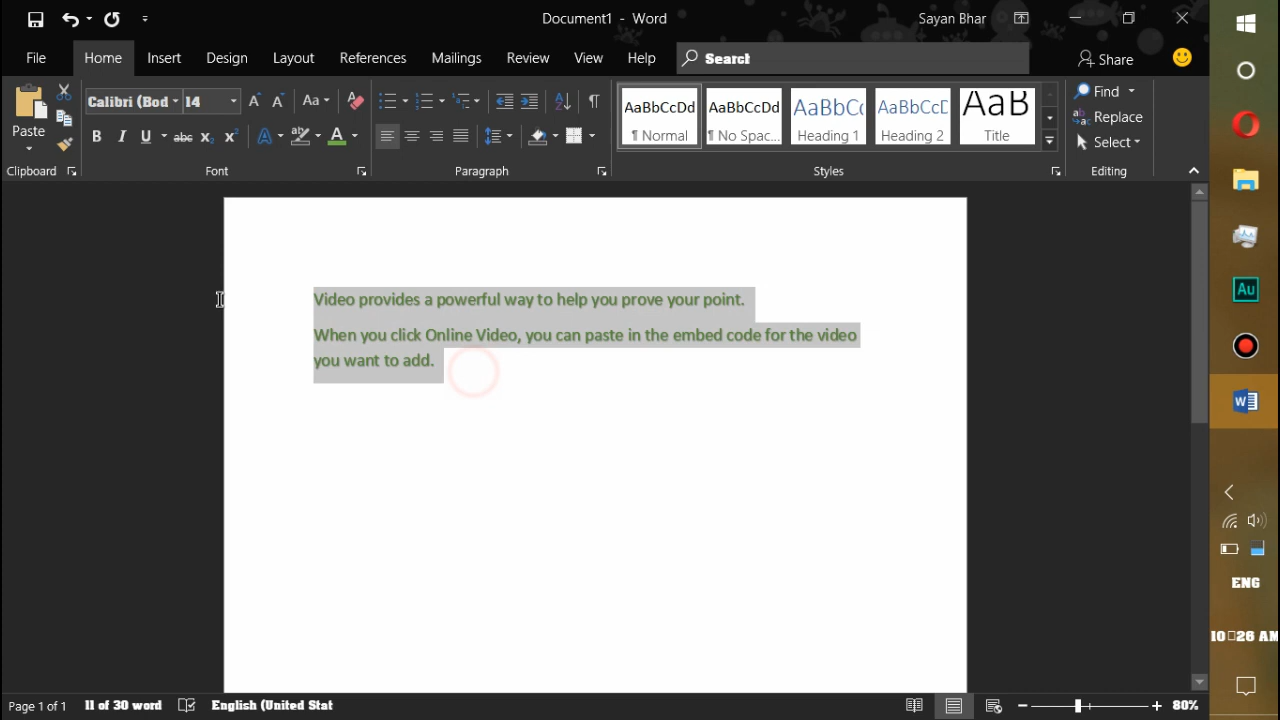 Document1 - Word
Sayan Bhar
File Home Insert Design Layout References Mailings Review View Help Search Share
Calibri (Bod 14 Aa
AaBbCcDd AaBbCcDd AaBbCc AaBbCcD AaB
Find
Replace
Select
Paste
B I U abc x₂ x² A A
¶ Normal ¶ No Spac... Heading 1 Heading 2 Title
Clipboard Font Paragraph Styles Editing
Video provides a powerful way to help you prove your point.
When you click Online Video, you can paste in the embed code for the video
you want to add.
Au
W
ENG
10 26 AM
Page 1 of 1 11 of 30 word English (United Stat 80%